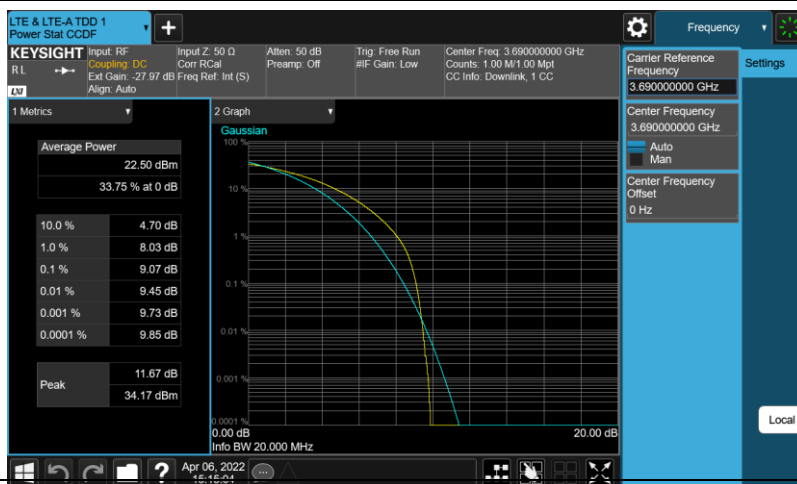 LTE & LTE-A TDD 1
Power Stat CCDF
Frequency
KEYSIGHT
RL
LXI
Input: RF
Coupling: DC
Ext Gain: -27.97 dB
Align: Auto
Input Z: 50 Ω
Corr RCal
Freq Ref: Int (S)
Atten: 50 dB
Preamp: Off
Trig: Free Run
#IF Gain: Low
Center Freq: 3.690000000 GHz
Counts: 1.00 M/1.00 Mpt
CC Info: Downlink, 1 CC
1 Metrics
Average Power
22.50 dBm
33.75 % at 0 dB
10.0 % 4.70 dB
1.0 % 8.03 dB
0.1 % 9.07 dB
0.01 % 9.45 dB
0.001 % 9.73 dB
0.0001 % 9.85 dB
Peak
11.67 dB
34.17 dBm
2 Graph
Gaussian
100 %
10 %
1 %
0.1 %
0.01 %
0.001 %
0.0001 %
0.00 dB 20.00 dB
Info BW 20.000 MHz
Carrier Reference
Frequency
3.690000000 GHz
Center Frequency
3.690000000 GHz
Auto
Man
Center Frequency
Offset
0 Hz
Settings
Local
?
Apr 06, 2022
15:15:04